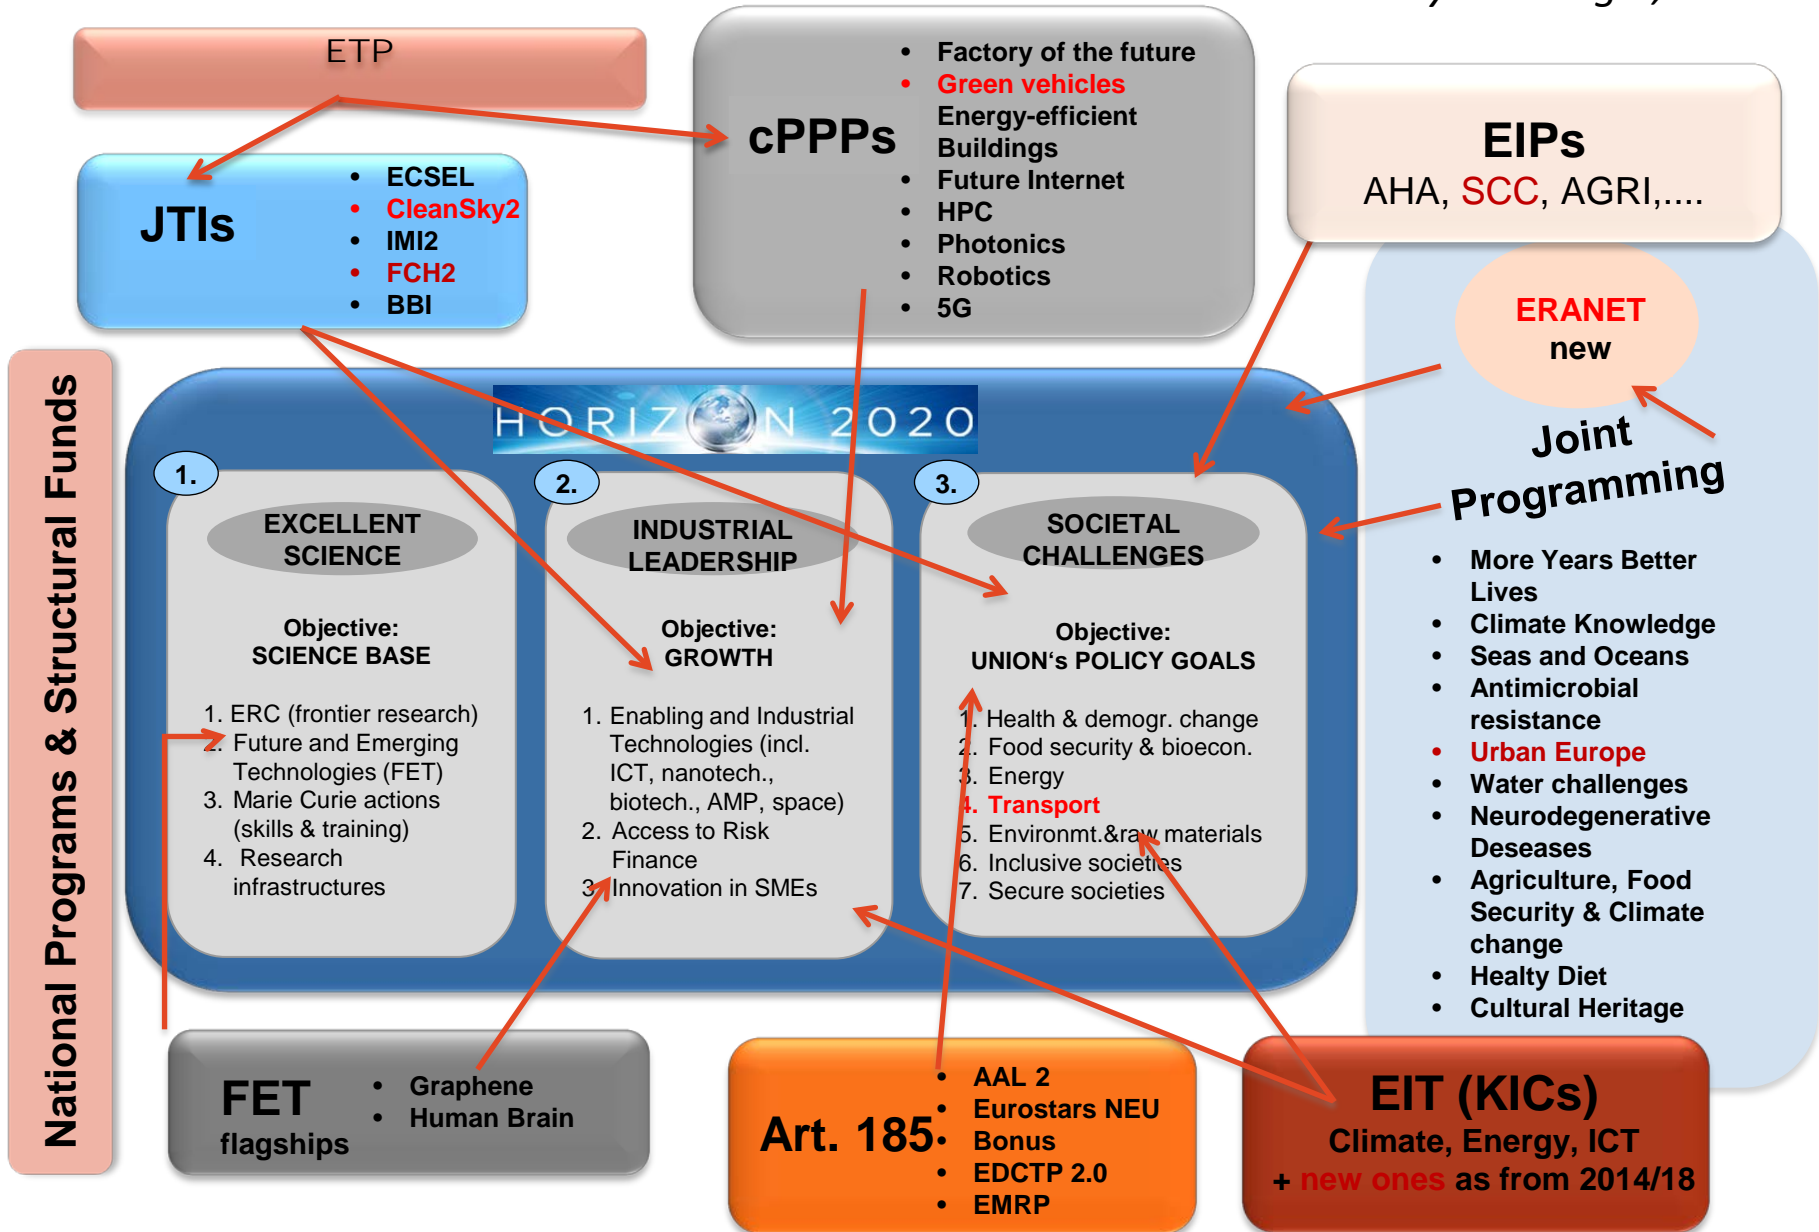 ETP
JTIs
• ECSEL
• CleanSky2
• IMI2
• FCH2
• BBI
cPPPs
• Factory of the future
• Green vehicles
Energy-efficient
Buildings
• Future Internet
• HPC
• Photonics
• Robotics
• 5G
EIPs
AHA, SCC, AGRI,....
ERANET
new
Joint
Programming
• More Years Better
Lives
• Climate Knowledge
• Seas and Oceans
• Antimicrobial
resistance
• Urban Europe
• Water challenges
• Neurodegenerative
Deseases
• Agriculture, Food
Security & Climate
change
• Healty Diet
• Cultural Heritage
National Programs & Structural Funds
HORIZON 2020
1.
EXCELLENT
SCIENCE
Objective:
SCIENCE BASE
1. ERC (frontier research)
2. Future and Emerging
Technologies (FET)
3. Marie Curie actions
(skills & training)
4. Research
infrastructures
2.
INDUSTRIAL
LEADERSHIP
Objective:
GROWTH
1. Enabling and Industrial
Technologies (incl.
ICT, nanotech.,
biotech., AMP, space)
2. Access to Risk
Finance
3. Innovation in SMEs
3.
SOCIETAL
CHALLENGES
Objective:
UNION‘s POLICY GOALS
1. Health & demogr. change
2. Food security & bioecon.
3. Energy
4. Transport
5. Environmt.&raw materials
6. Inclusive societies
7. Secure societies
FET
flagships
• Graphene
• Human Brain
Art. 185
• AAL 2
• Eurostars NEU
• Bonus
• EDCTP 2.0
• EMRP
EIT (KICs)
Climate, Energy, ICT
+ new ones as from 2014/18